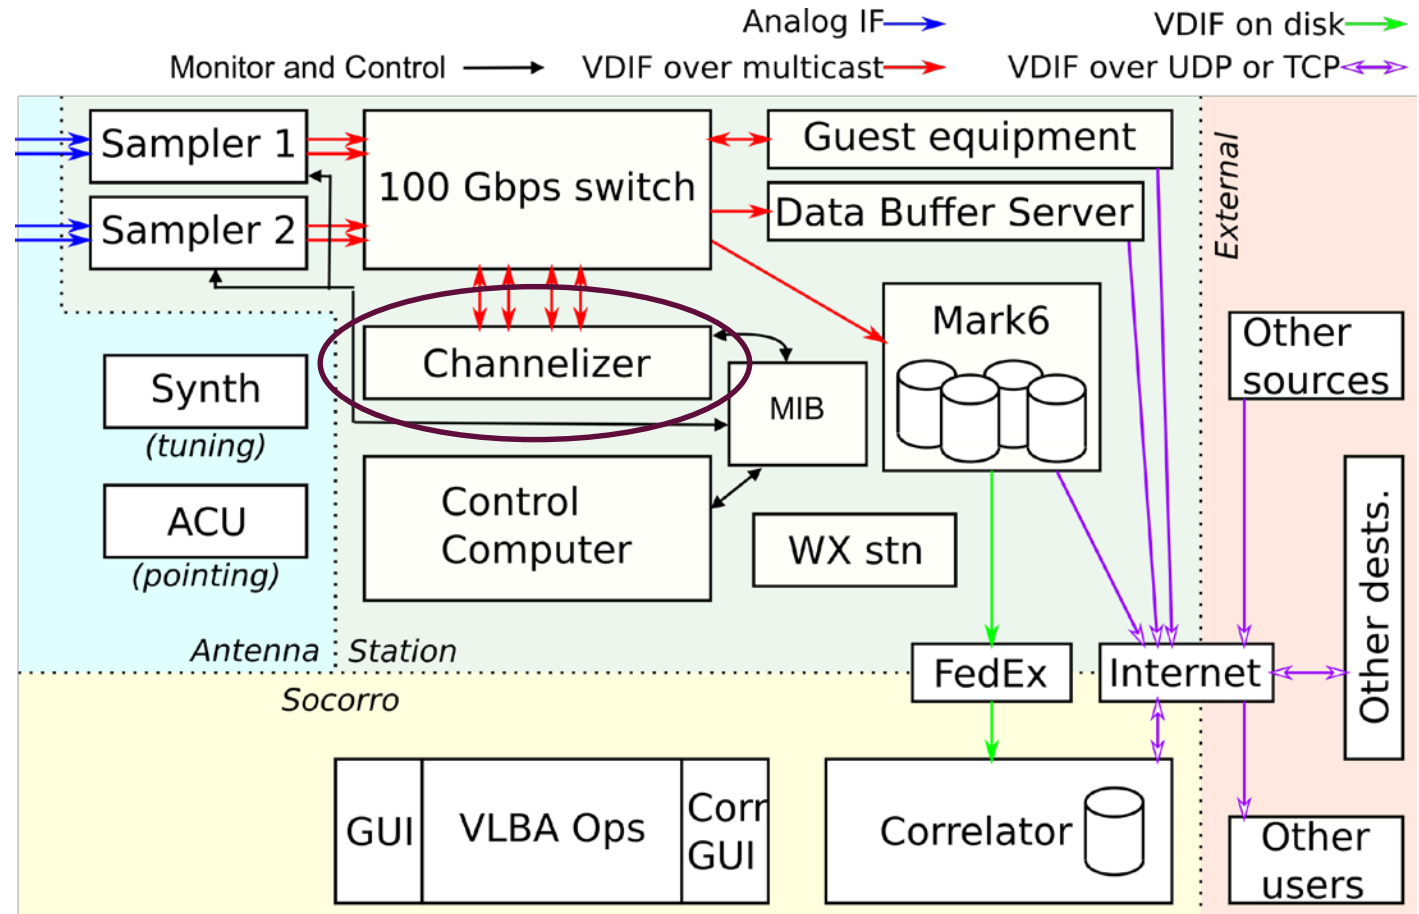 Analog IF
VDIF on disk
Monitor and Control
VDIF over multicast
VDIF over UDP or TCP
Sampler 1
100 Gbps switch
Guest equipment
Data Buffer Server
Sampler 2
External
Mark6
Channelizer
MIB
Other
sources
Synth
(tuning)
Control
Computer
ACU
(pointing)
WX stn
Other dests.
Antenna
Station
FedEx
Internet
Socorro
GUI
VLBA Ops
Corr
GUI
Correlator
Other
users